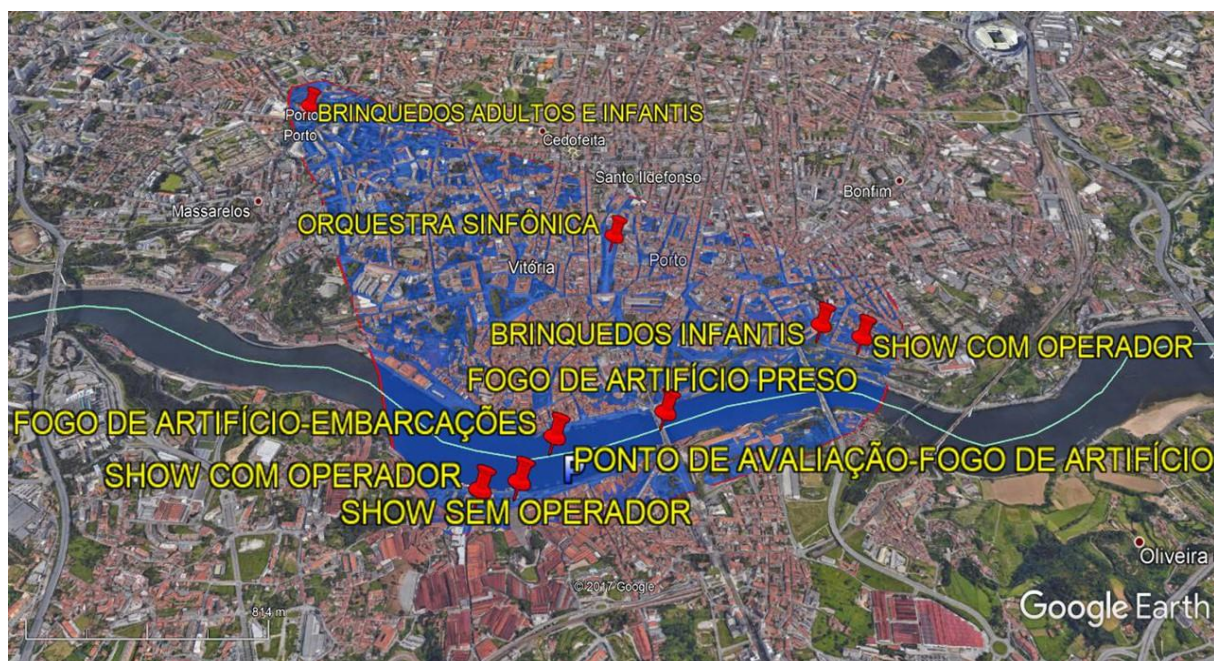 Porto
BRINQUEDOS ADULTOS E INFANTIS
Porto
Cedofeita
Santo Ildefonso
Bonfim
Massarelos
ORQUESTRA SINFÔNICA
Vitória
Porto
BRINQUEDOS INFANTIS
SHOW COM OPERADOR
FOGO DE ARTIFÍCIO PRESO
FOGO DE ARTIFÍCIO-EMBARCAÇÕES
PONTO DE AVALIAÇÃO-FOGO DE ARTIFÍCIO
SHOW COM OPERADOR
SHOW SEM OPERADOR
Oliveira
© 2017 Google
814 m
Google Earth